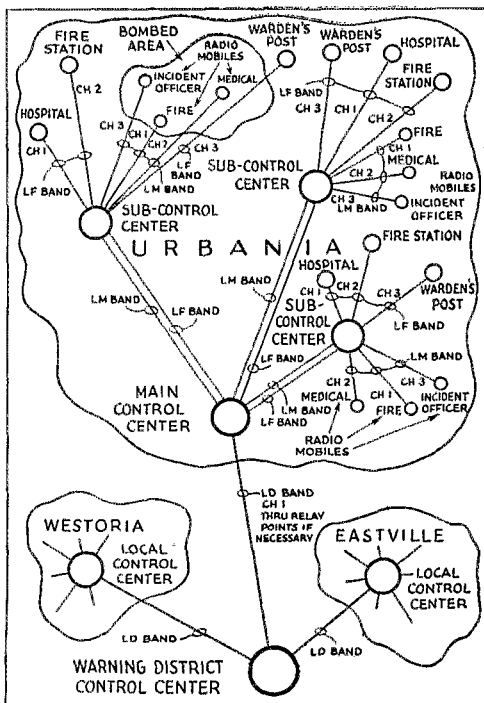 BOMBED AREA
FIRE STATION
RADIO MOBILES
WARDEN'S POST
WARDEN'S POST
HOSPITAL
INCIDENT OFFICER
MEDICAL
FIRE STATION
CH 2
LF BAND
CH 3
CH 1
HOSPITAL
FIRE
CH 2
FIRE
CH 3
CH 1
CH 2
CH 3
CH 1
MEDICAL
CH 1
LF BAND
CH 2
LF BAND
LM BAND
SUB-CONTROL CENTER
RADIO MOBILES
CH 3
LM BAND
INCIDENT OFFICER
SUB-CONTROL CENTER
URBANIA
FIRE STATION
HOSPITAL
CH 1
CH 2
CH 3
WARDEN'S POST
LM BAND
SUB-CONTROL CENTER
LF BAND
LM BAND
LF BAND
LM BAND
LF BAND
CH 2
CH 3
MAIN CONTROL CENTER
LM BAND
LF BAND
MEDICAL
CH 1
FIRE
INCIDENT OFFICER
RADIO MOBILES
LD BAND
CH 1
THRU RELAY
POINTS IF
NECESSARY
WESTORIA
EASTVILLE
LOCAL CONTROL CENTER
LOCAL CONTROL CENTER
LD BAND
LD BAND
WARNING DISTRICT
CONTROL CENTER